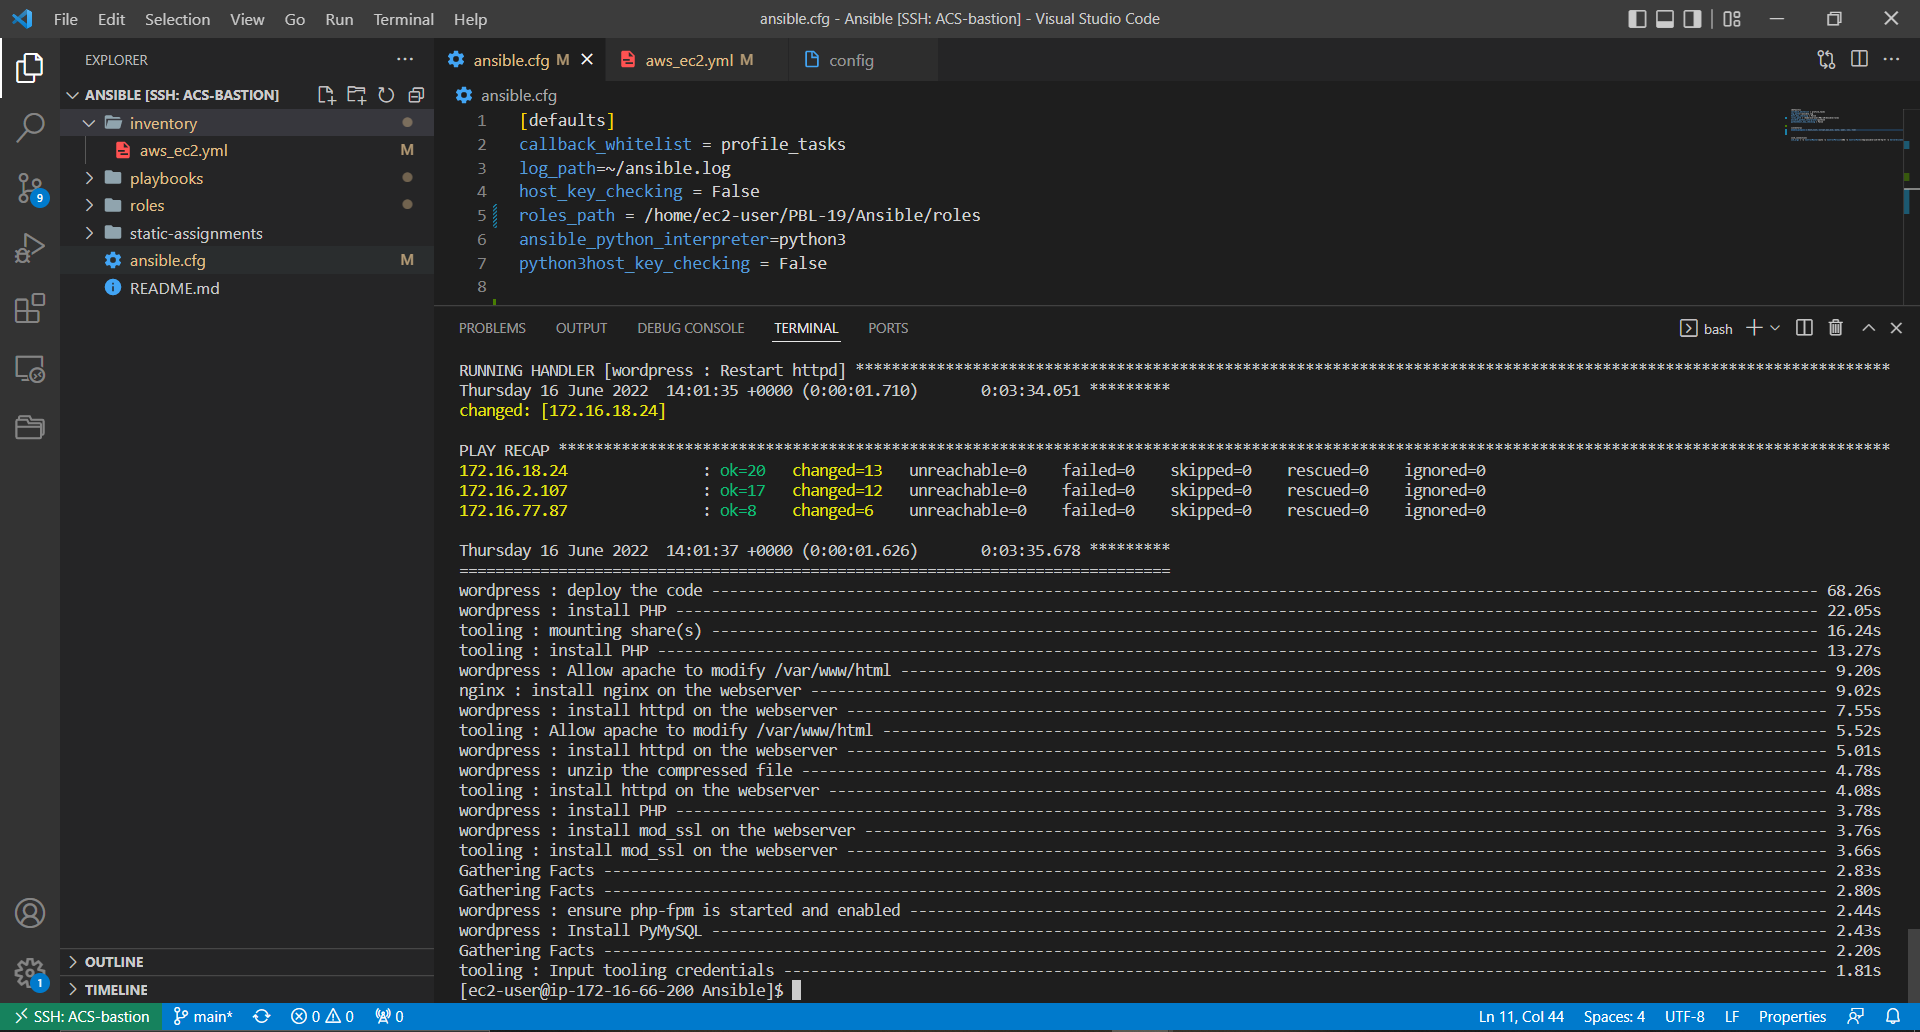 File Edit Selection View Go Run Terminal Help
ansible.cfg - Ansible [SSH: ACS-bastion] - Visual Studio Code
EXPLORER
ANSIBLE [SSH: ACS-BASTION]
inventory
aws_ec2.yml M
playbooks
roles
static-assignments
ansible.cfg M
README.md
OUTLINE
TIMELINE
9
1
ansible.cfg M
aws_ec2.yml M
config
ansible.cfg
1 [defaults]
2 callback_whitelist = profile_tasks
3 log_path=~/ansible.log
4 host_key_checking = False
5 roles_path = /home/ec2-user/PBL-19/Ansible/roles
6 ansible_python_interpreter=python3
7 python3host_key_checking = False
8
PROBLEMS OUTPUT DEBUG CONSOLE TERMINAL PORTS
bash
RUNNING HANDLER [wordpress : Restart httpd] *******************************************************************************************************************
Thursday 16 June 2022  14:01:35 +0000 (0:00:01.710)       0:03:34.051 *********
changed: [172.16.18.24]
PLAY RECAP ****************************************************************************************************************************************************
172.16.18.24               : ok=20   changed=13   unreachable=0    failed=0    skipped=0    rescued=0    ignored=0
172.16.2.107               : ok=17   changed=12   unreachable=0    failed=0    skipped=0    rescued=0    ignored=0
172.16.77.87               : ok=8    changed=6    unreachable=0    failed=0    skipped=0    rescued=0    ignored=0
Thursday 16 June 2022  14:01:37 +0000 (0:00:01.626)       0:03:35.678 *********
===============================================================================
wordpress : deploy the code --------------------------------------------------------------------------------------------------------------------------- 68.26s
wordpress : install PHP ------------------------------------------------------------------------------------------------------------------------------- 22.05s
tooling : mounting share(s) --------------------------------------------------------------------------------------------------------------------------- 16.24s
tooling : install PHP --------------------------------------------------------------------------------------------------------------------------------- 13.27s
wordpress : Allow apache to modify /var/www/html ------------------------------------------------------------------------------------------------------- 9.20s
nginx : install nginx on the webserver ----------------------------------------------------------------------------------------------------------------- 9.02s
wordpress : install httpd on the webserver ------------------------------------------------------------------------------------------------------------- 7.55s
tooling : Allow apache to modify /var/www/html --------------------------------------------------------------------------------------------------------- 5.52s
wordpress : install httpd on the webserver ------------------------------------------------------------------------------------------------------------- 5.01s
wordpress : unzip the compressed file ------------------------------------------------------------------------------------------------------------------ 4.78s
tooling : install httpd on the webserver --------------------------------------------------------------------------------------------------------------- 4.08s
wordpress : install PHP -------------------------------------------------------------------------------------------------------------------------------- 3.78s
wordpress : install mod_ssl on the webserver ----------------------------------------------------------------------------------------------------------- 3.76s
tooling : install mod_ssl on the webserver ------------------------------------------------------------------------------------------------------------- 3.66s
Gathering Facts ---------------------------------------------------------------------------------------------------------------------------------------- 2.83s
Gathering Facts ---------------------------------------------------------------------------------------------------------------------------------------- 2.80s
wordpress : ensure php-fpm is started and enabled ------------------------------------------------------------------------------------------------------ 2.44s
wordpress : Install PyMySQL ---------------------------------------------------------------------------------------------------------------------------- 2.43s
Gathering Facts ---------------------------------------------------------------------------------------------------------------------------------------- 2.20s
tooling : Input tooling credentials -------------------------------------------------------------------------------------------------------------------- 1.81s
[ec2-user@ip-172-16-66-200 Ansible]$
SSH: ACS-bastion main* 0 0 0 Ln 11, Col 44 Spaces: 4 UTF-8 LF Properties